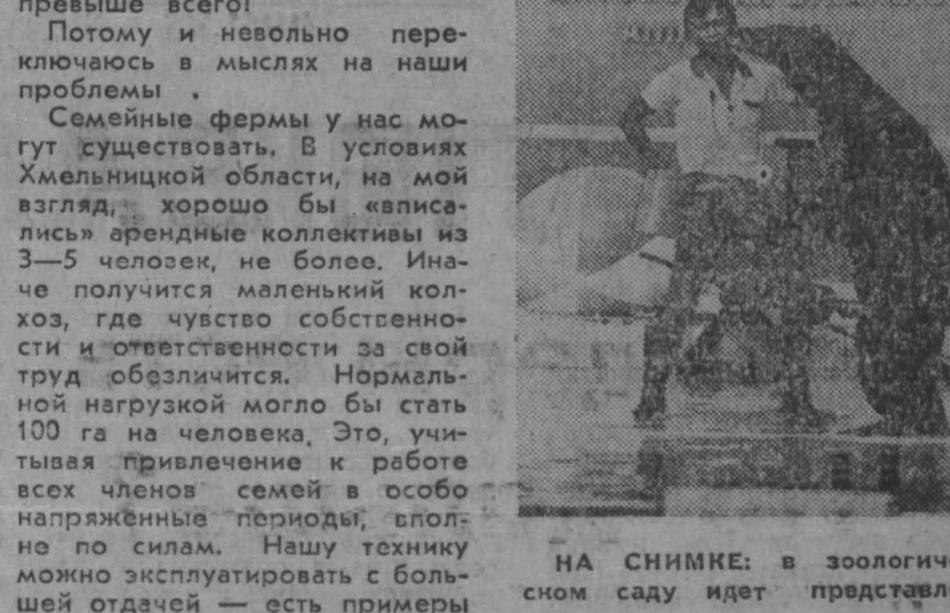 превыше всего!
Потому и невольно пере-
ключаюсь в мыслях на наши
проблемы .
Семейные фермы у нас мо-
гут существовать. В условиях
Хмельницкой области, на мой
взгляд, хорошо бы «вписа-
лись» арендные коллективы из
3—5 человек, не более. Ина-
че получится маленький кол-
хоз, где чувство собственно-
сти и ответственности за свой
труд обезличится. Нормаль-
ной нагрузкой могло бы стать
100 га на человека. Это, учи-
тывая привлечение к работе
всех членов семей в особо
напряженные периоды, впол-
не по силам. Нашу технику
можно эксплуатировать с боль-
шей отдачей — есть примеры
НА СНИМКЕ: в зоологиче
ском саду идет представл